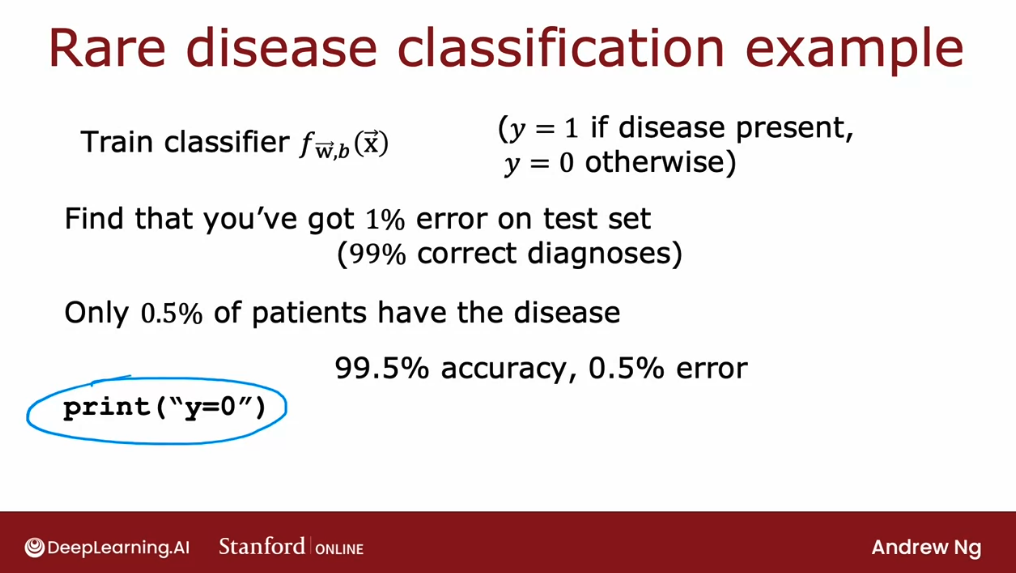 Rare disease classification example
Train classifier f_{\vec{w},b}(\vec{x})
(y = 1 if disease present,
y = 0 otherwise)
Find that you’ve got 1% error on test set
(99% correct diagnoses)
Only 0.5% of patients have the disease
99.5% accuracy, 0.5% error
print(“y=0”)
DeepLearning.AI Stanford | ONLINE Andrew Ng